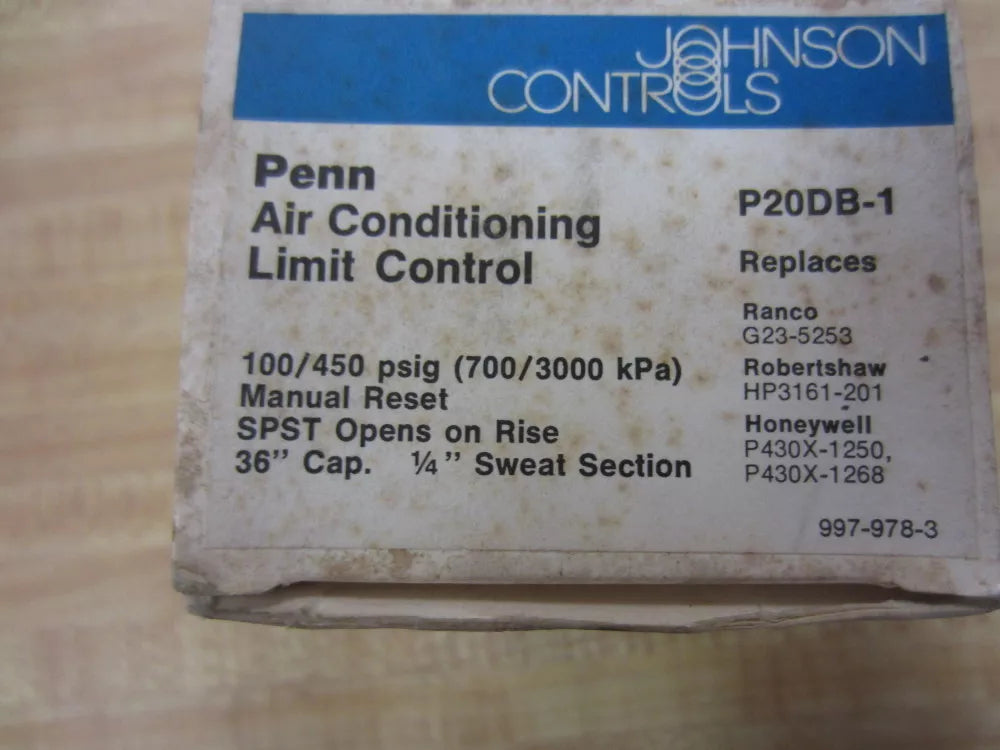 JOHNSON
CONTROLS
Penn
Air Conditioning
Limit Control
100/450 psig (700/3000 kPa)
Manual Reset
SPST Opens on Rise
36” Cap. ¼” Sweat Section
P20DB-1
Replaces
Ranco
G23-5253
Robertshaw
HP3161-201
Honeywell
P430X-1250,
P430X-1268
997-978-3